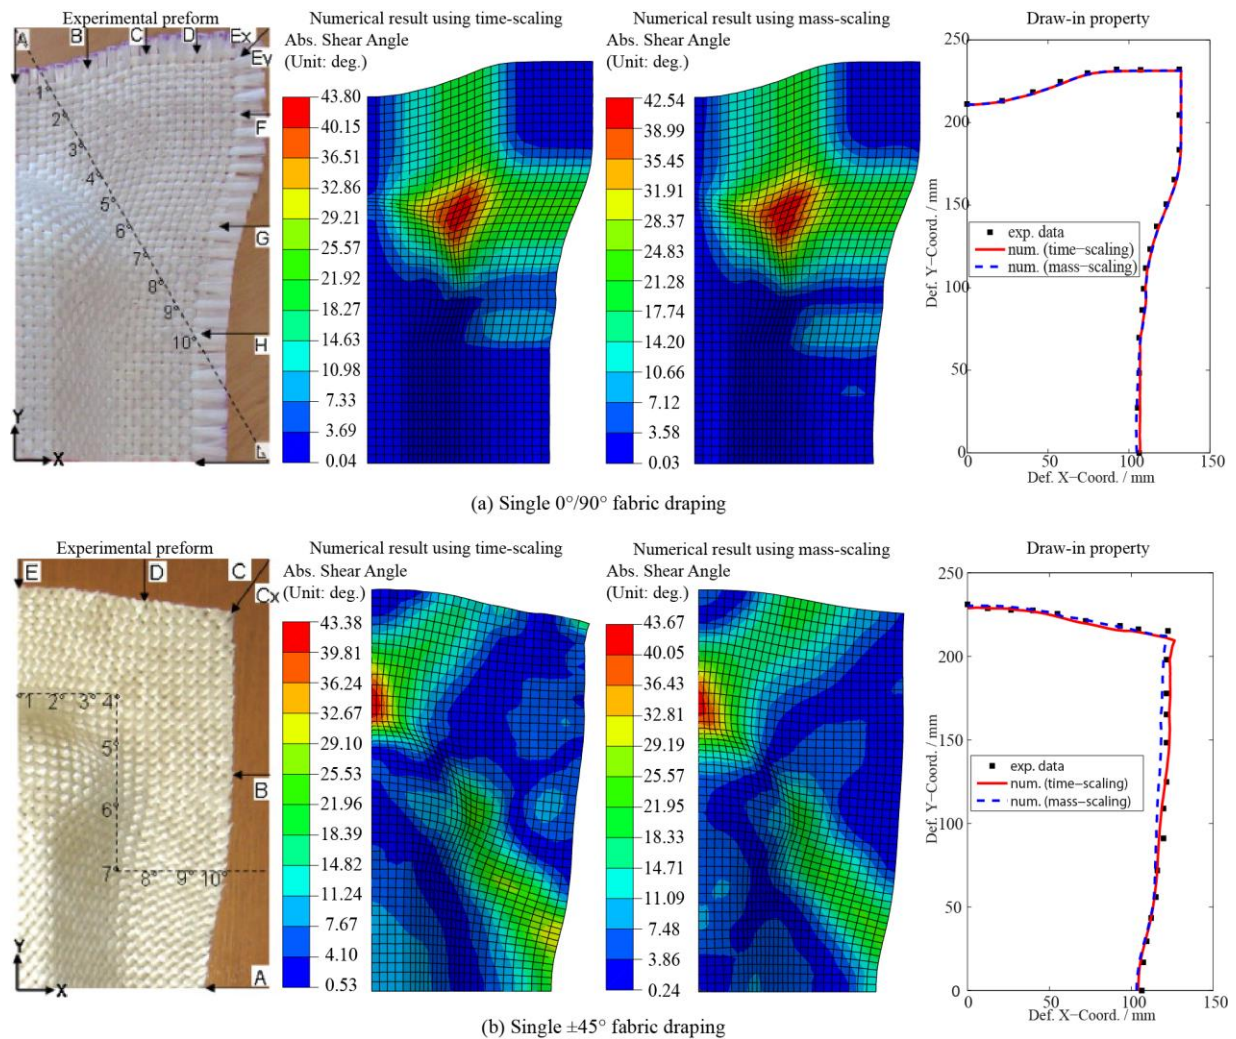 Experimental preform
Numerical result using time-scaling
Numerical result using mass-scaling
Draw-in property
A
B
C
D
Ex
Ey
F
G
H
1°
2°
3°
4°
5°
6°
7°
8°
9°
10°
Y
X
Abs. Shear Angle
(Unit: deg.)
43.80
40.15
36.51
32.86
29.21
25.57
21.92
18.27
14.63
10.98
7.33
3.69
0.04
Abs. Shear Angle
(Unit: deg.)
42.54
38.99
35.45
31.91
28.37
24.83
21.28
17.74
14.20
10.66
7.12
3.58
0.03
250
200
150
100
50
0
Def. Y−Coord. / mm
exp. data
num. (time−scaling)
num. (mass−scaling)
0 50 100 150
Def. X−Coord. / mm
(a) Single 0°/90° fabric draping
Experimental preform
Numerical result using time-scaling
Numerical result using mass-scaling
Draw-in property
E
D
C
Cx
B
A
1
2°
3°
4°
5°
6°
7°
8°
9°
10°
Y
X
Abs. Shear Angle
(Unit: deg.)
43.38
39.81
36.24
32.67
29.10
25.53
21.96
18.39
14.82
11.24
7.67
4.10
0.53
Abs. Shear Angle
(Unit: deg.)
43.67
40.05
36.43
32.81
29.19
25.57
21.95
18.33
14.71
11.09
7.48
3.86
0.24
250
200
150
100
50
0
Def. Y−Coord. / mm
exp. data
num. (time−scaling)
num. (mass−scaling)
0 50 100 150
Def. X−Coord. / mm
(b) Single ±45° fabric draping